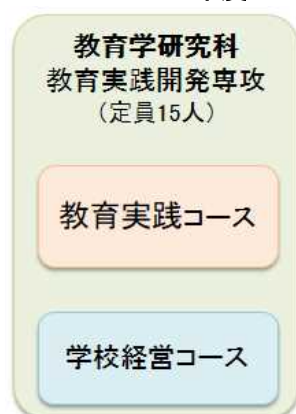 教育学研究科
教育実践開発専攻
（定員15人）
教育実践コース
学校経営コース